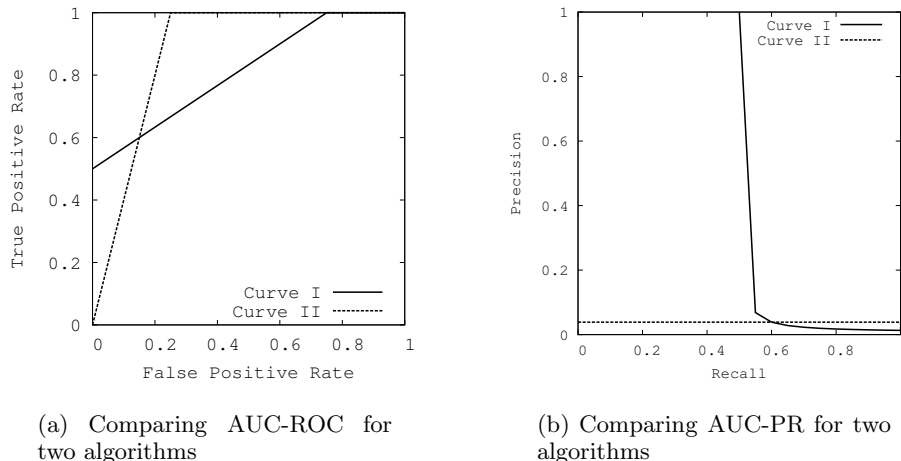 True Positive Rate
1
0.8
0.6
0.4
0.2
0
Curve I
Curve II
0 0.2 0.4 0.6 0.8 1
False Positive Rate
(a) Comparing AUC-ROC for
two algorithms
Precision
1
0.8
0.6
0.4
0.2
0
Curve I
Curve II
0 0.2 0.4 0.6 0.8
Recall
(b) Comparing AUC-PR for two
algorithms